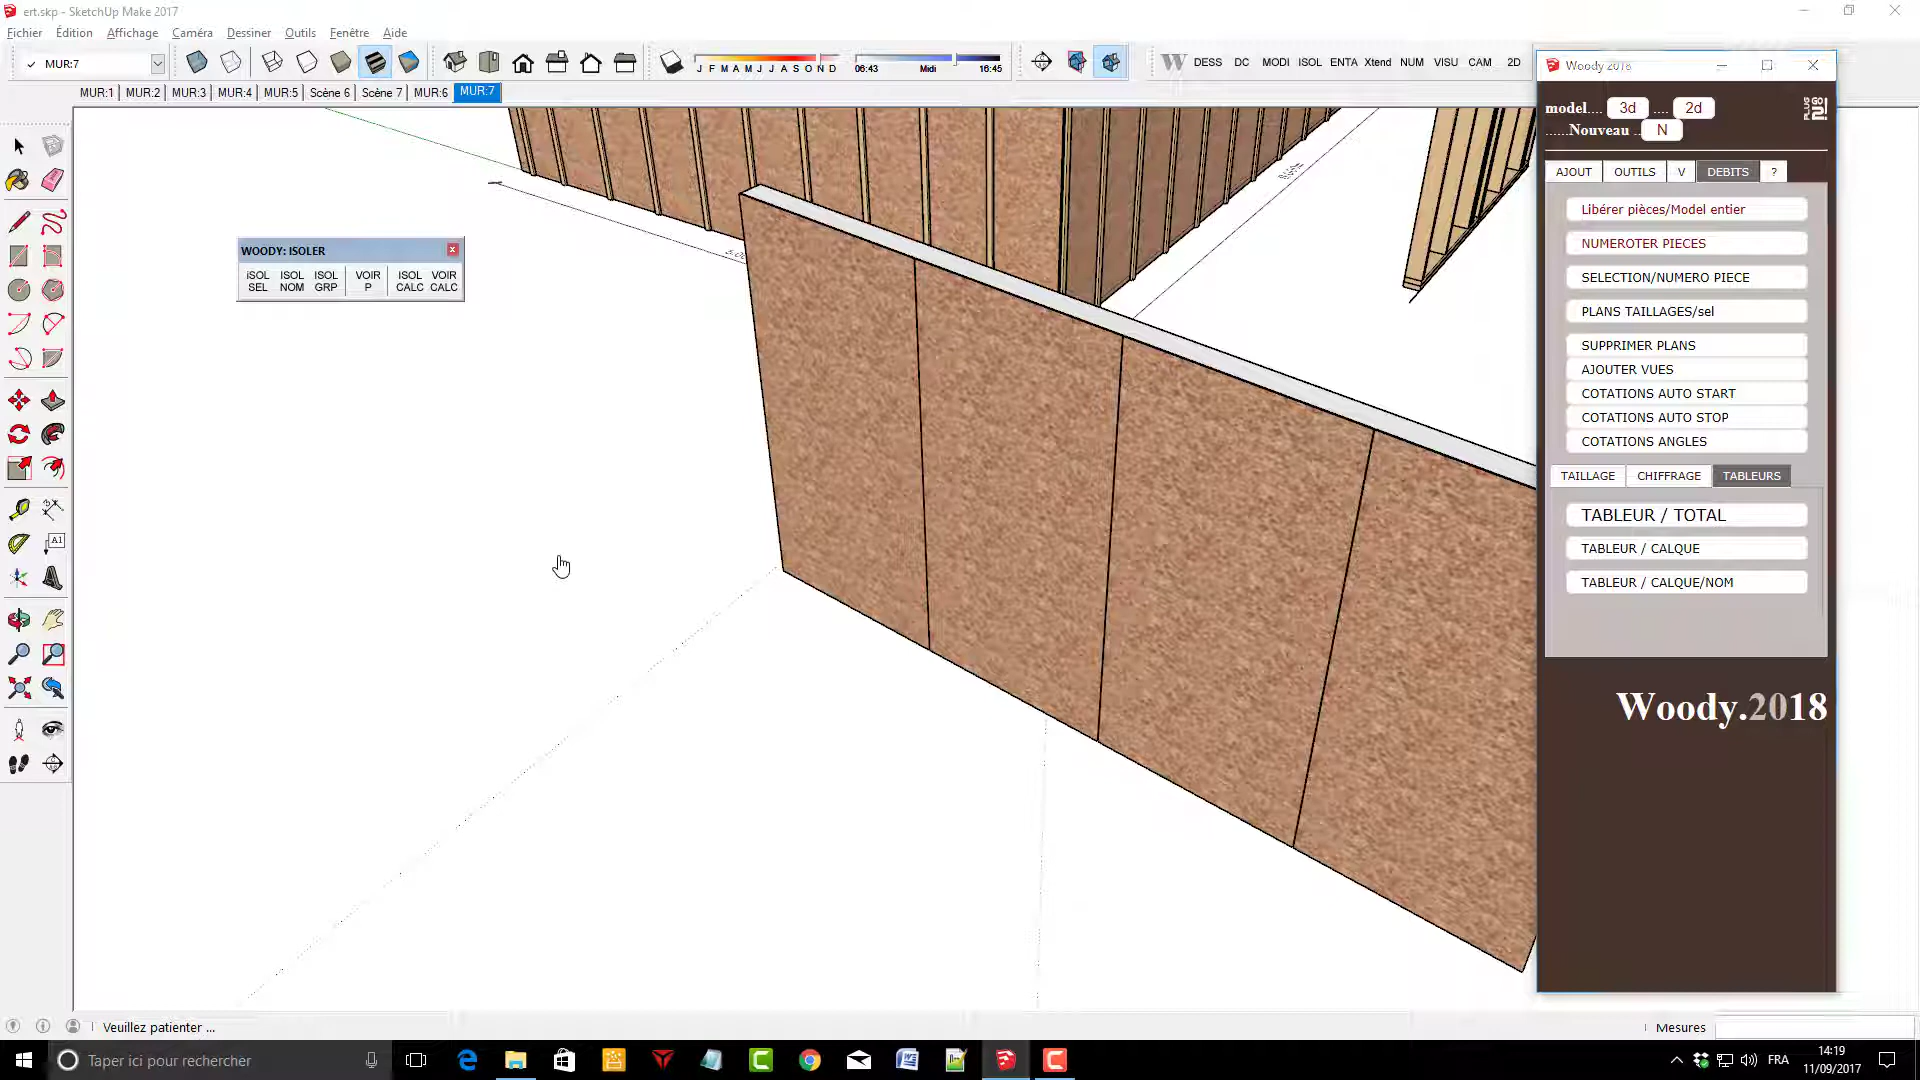 ert.skp - SketchUp Make 2017
Fichier Édition Affichage Caméra Dessiner Outils Fenêtre Aide
MUR:7
J F M A M J J A S O N D
06:43 Midi 16:45
DESS DC MODI ISOL ENTA Xtend NUM VISU CAM 2D
MUR:1 MUR:2 MUR:3 MUR:4 MUR:5 Scène 6 Scène 7 MUR:6 MUR:7
WOODY: ISOLER
iSOL SEL
ISOL NOM
ISOL GRP
VOIR P
ISOL CALC
VOIR CALC
A1
Woody 2018
model.... 3d .... 2d
......Nouveau .. N
AJOUT OUTILS V DEBITS ?
Libérer pièces/Model entier
NUMEROTER PIECES
SELECTION/NUMERO PIECE
PLANS TAILLAGES/sel
SUPPRIMER PLANS
AJOUTER VUES
COTATIONS AUTO START
COTATIONS AUTO STOP
COTATIONS ANGLES
TAILLAGE CHIFFRAGE TABLEURS
TABLEUR / TOTAL
TABLEUR / CALQUE
TABLEUR / CALQUE/NOM
Woody.2018
Veuillez patienter ...
Mesures
Taper ici pour rechercher
FRA
14:19
11/09/2017